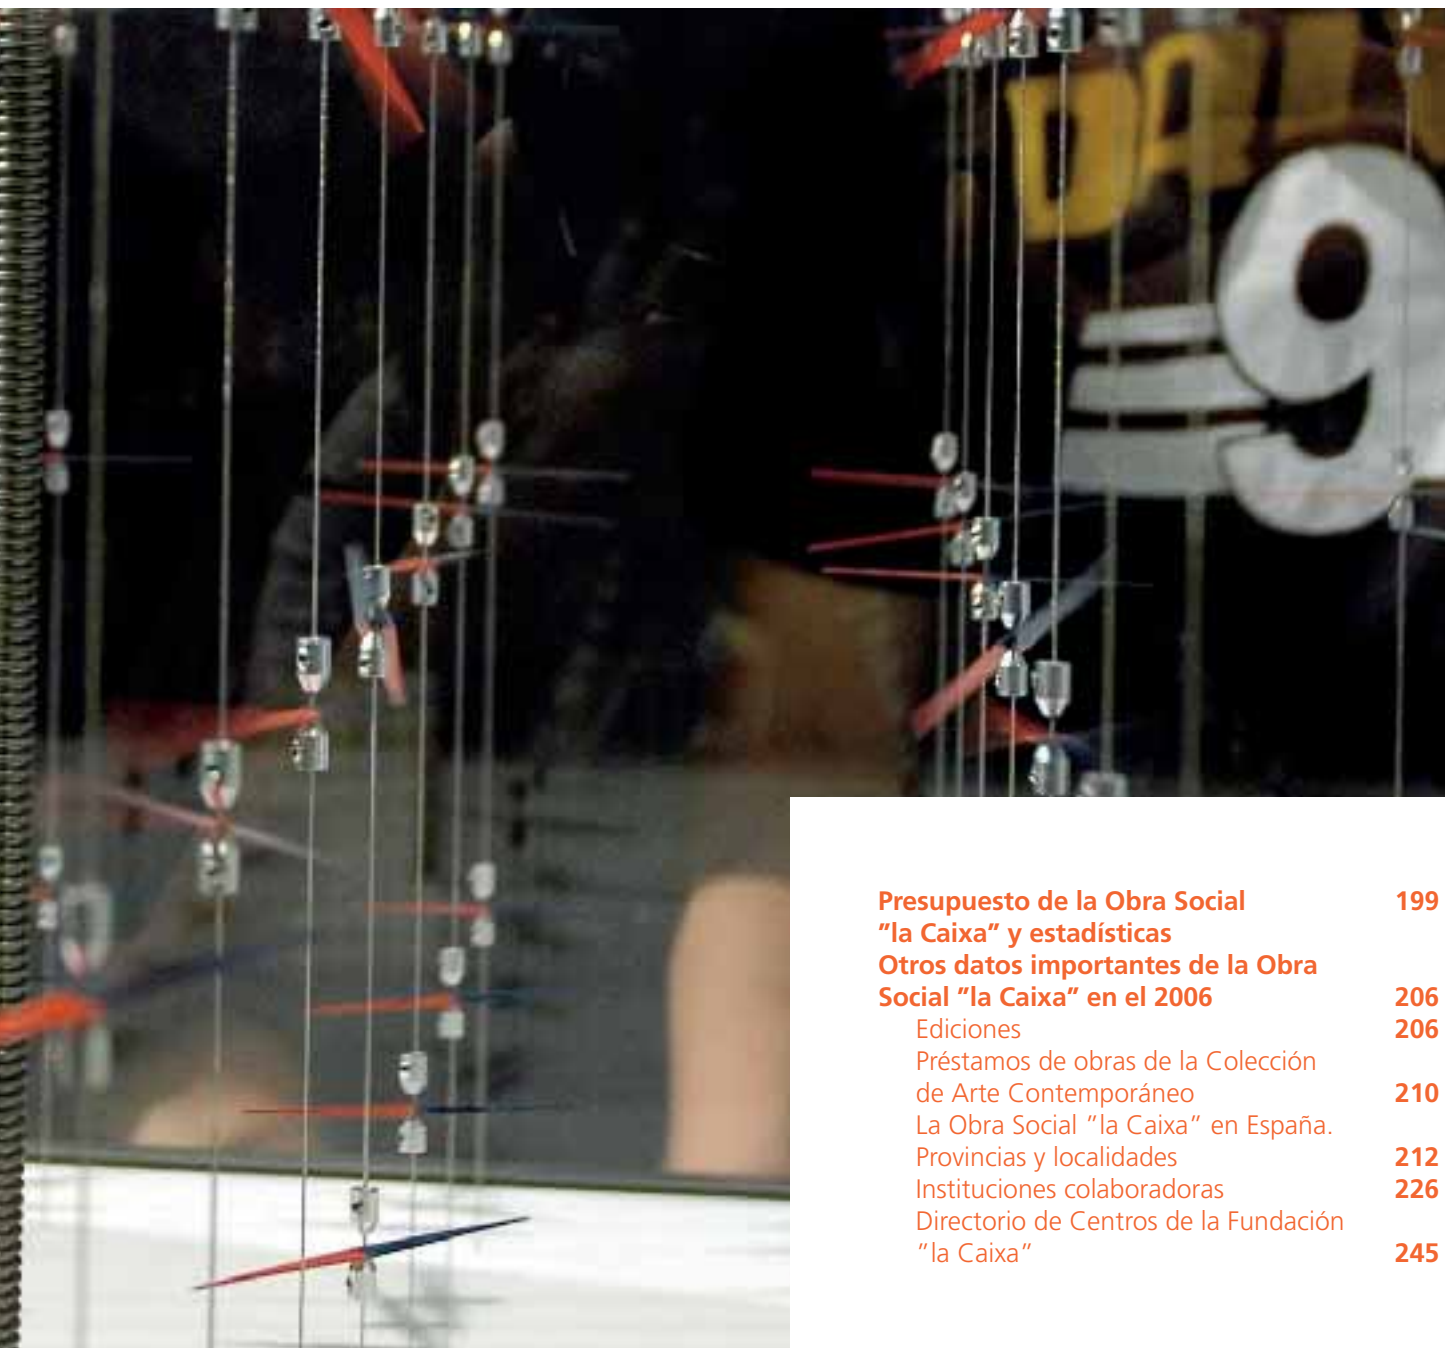 DALI
9
Presupuesto de la Obra Social 199
"la Caixa" y estadísticas
Otros datos importantes de la Obra
Social "la Caixa" en el 2006 206
Ediciones 206
Préstamos de obras de la Colección
de Arte Contemporáneo 210
La Obra Social "la Caixa" en España.
Provincias y localidades 212
Instituciones colaboradoras 226
Directorio de Centros de la Fundación
"la Caixa" 245